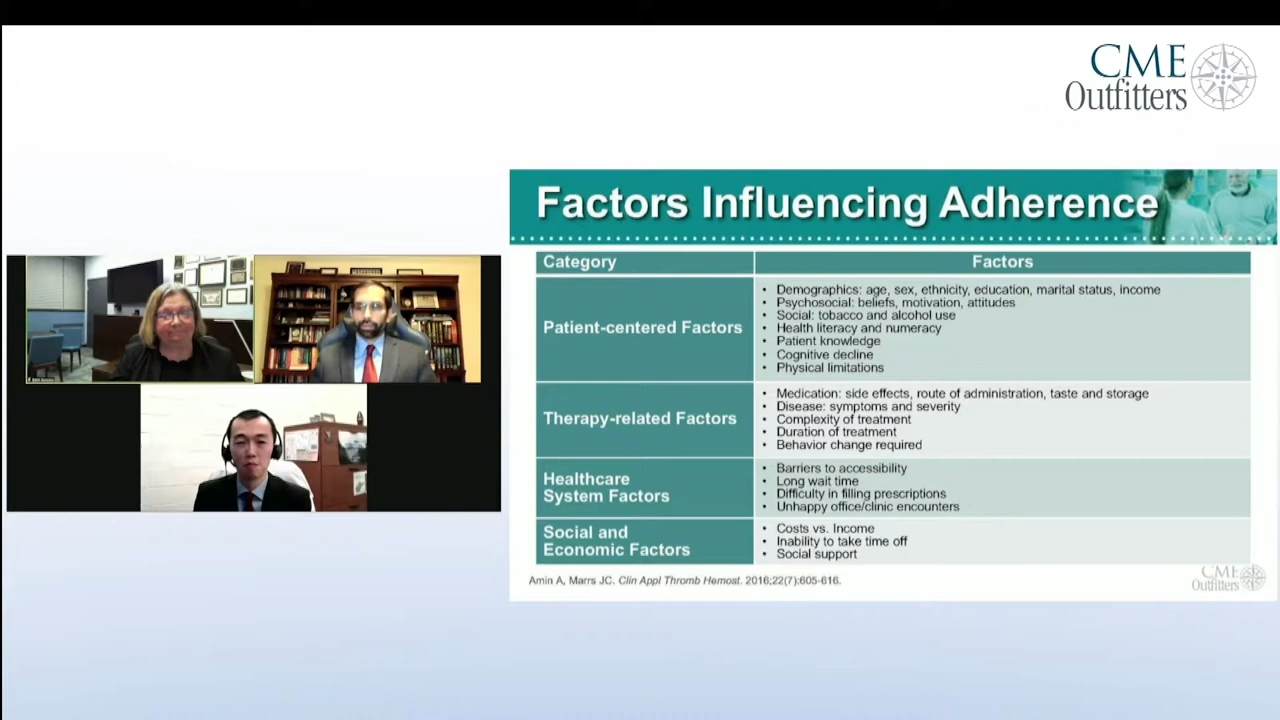 CME
Outfitters
Factors Influencing Adherence
Category
Factors
Patient-centered Factors
• Demographics: age, sex, ethnicity, education, marital status, income
• Psychosocial: beliefs, motivation, attitudes
• Social: tobacco and alcohol use
• Health literacy and numeracy
• Patient knowledge
• Cognitive decline
• Physical limitations
Therapy-related Factors
• Medication: side effects, route of administration, taste and storage
• Disease: symptoms and severity
• Complexity of treatment
• Duration of treatment
• Behavior change required
Healthcare
System Factors
• Barriers to accessibility
• Long wait time
• Difficulty in filling prescriptions
• Unhappy office/clinic encounters
Social and
Economic Factors
• Costs vs. Income
• Inability to take time off
• Social support
Amin A, Marrs JC. Clin Appl Thromb Hemost. 2016;22(7):605-616.
CME
Outfitters